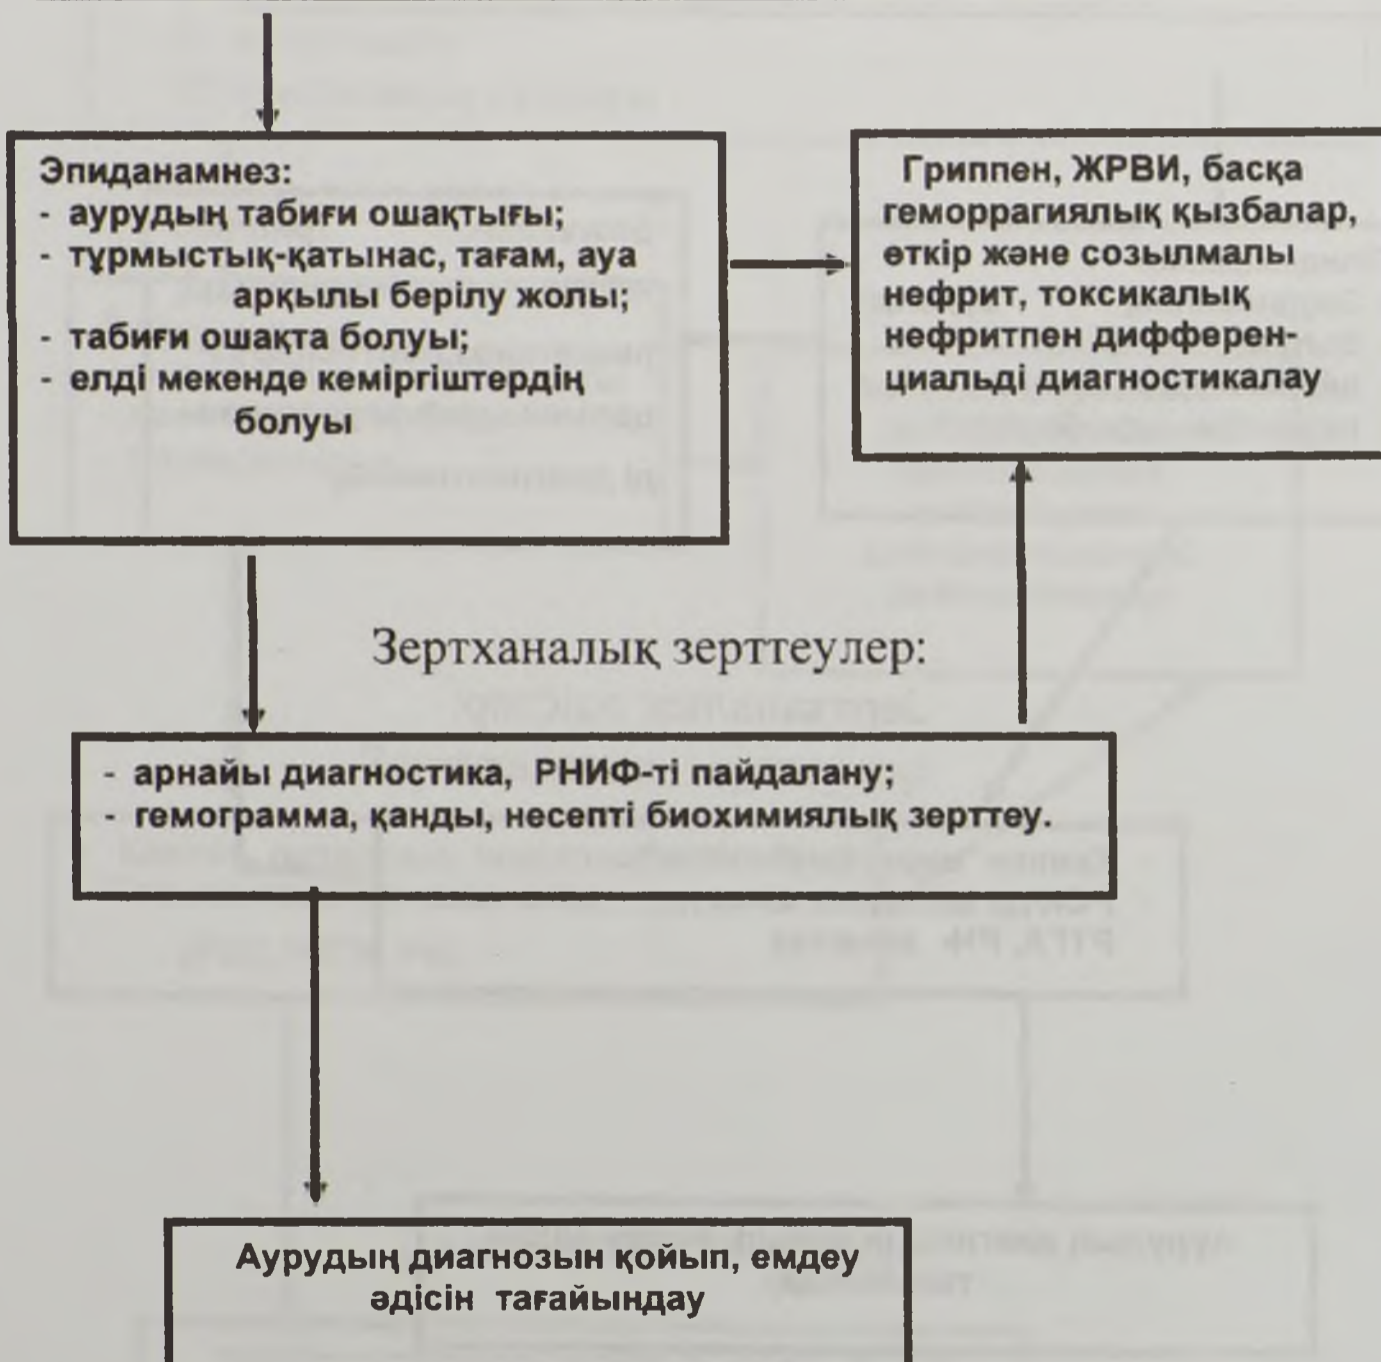 Эпиданамнез:
- аурудың табиғи ошақтығы;
- тұрмыстық-қатынас, тағам, ауа
арқылы берілу жолы;
- табиғи ошақта болуы;
- елді мекенде кеміргіштердің
болуы
Гриппен, ЖРВИ, басқа
геморрагиялық қызбалар,
өткір және созылмалы
нефрит, токсикалық
нефритпен дифферен-
циальді диагностикалау
Зертханалық зерттеулер:
- арнайы диагностика, РНИФ-ті пайдалану;
- гемограмма, қанды, несепті биохимиялық зерттеу.
Аурудың диагнозын қойып, емдеу
әдісін тағайындау